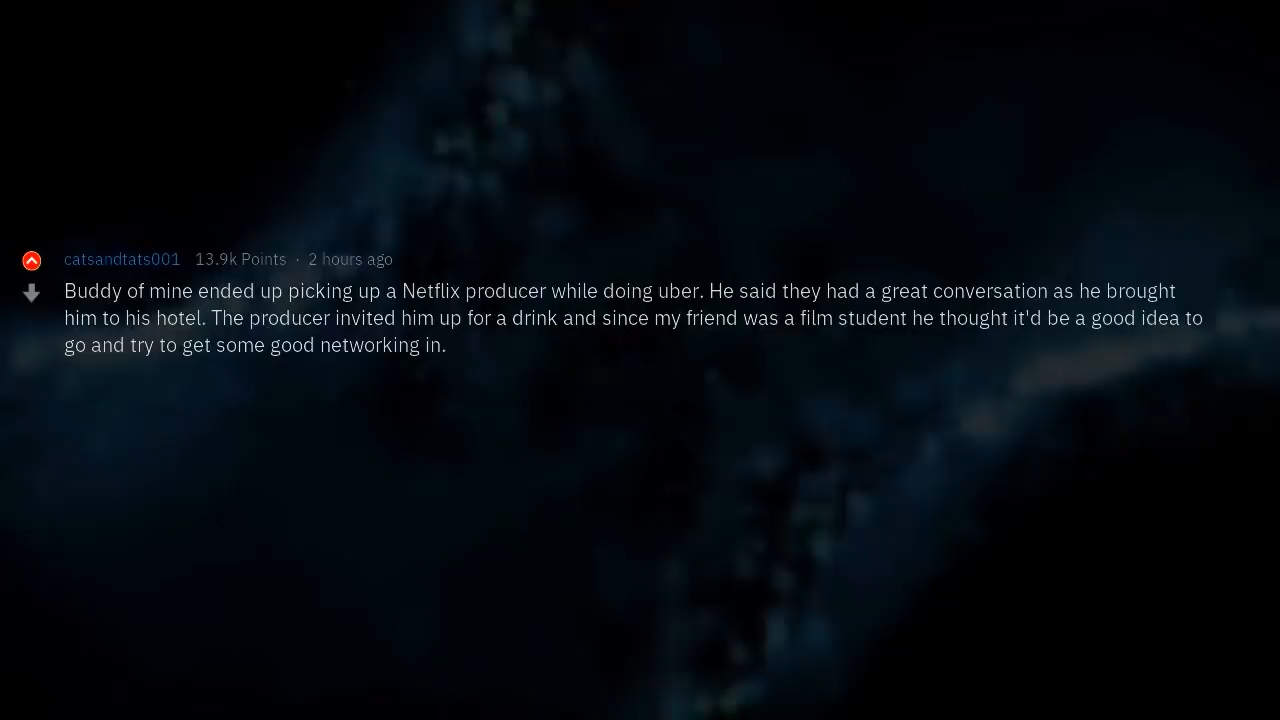 catsandtats001 13.9k Points · 2 hours ago
Buddy of mine ended up picking up a Netflix producer while doing uber. He said they had a great conversation as he brought
him to his hotel. The producer invited him up for a drink and since my friend was a film student he thought it'd be a good idea to
go and try to get some good networking in.